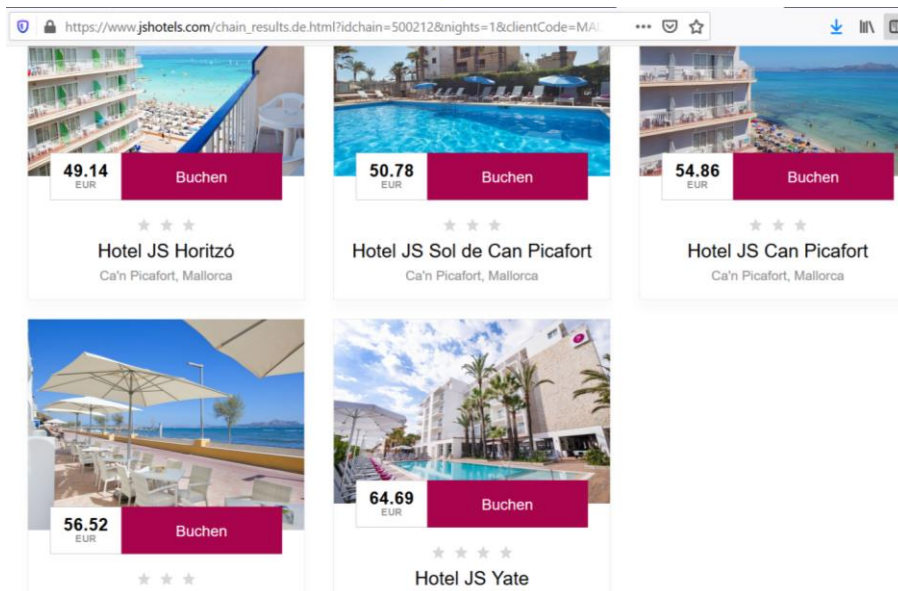 https://www.jshotels.com/chain_results.de.html?idchain=500212&nights=1&clientCode=MA
49.14
EUR
Buchen
50.78
EUR
Buchen
54.86
EUR
Buchen
Hotel JS Horitzó
Ca'n Picafort, Mallorca
Hotel JS Sol de Can Picafort
Ca'n Picafort, Mallorca
Hotel JS Can Picafort
Ca'n Picafort, Mallorca
56.52
EUR
Buchen
64.69
EUR
Buchen
Hotel JS Yate